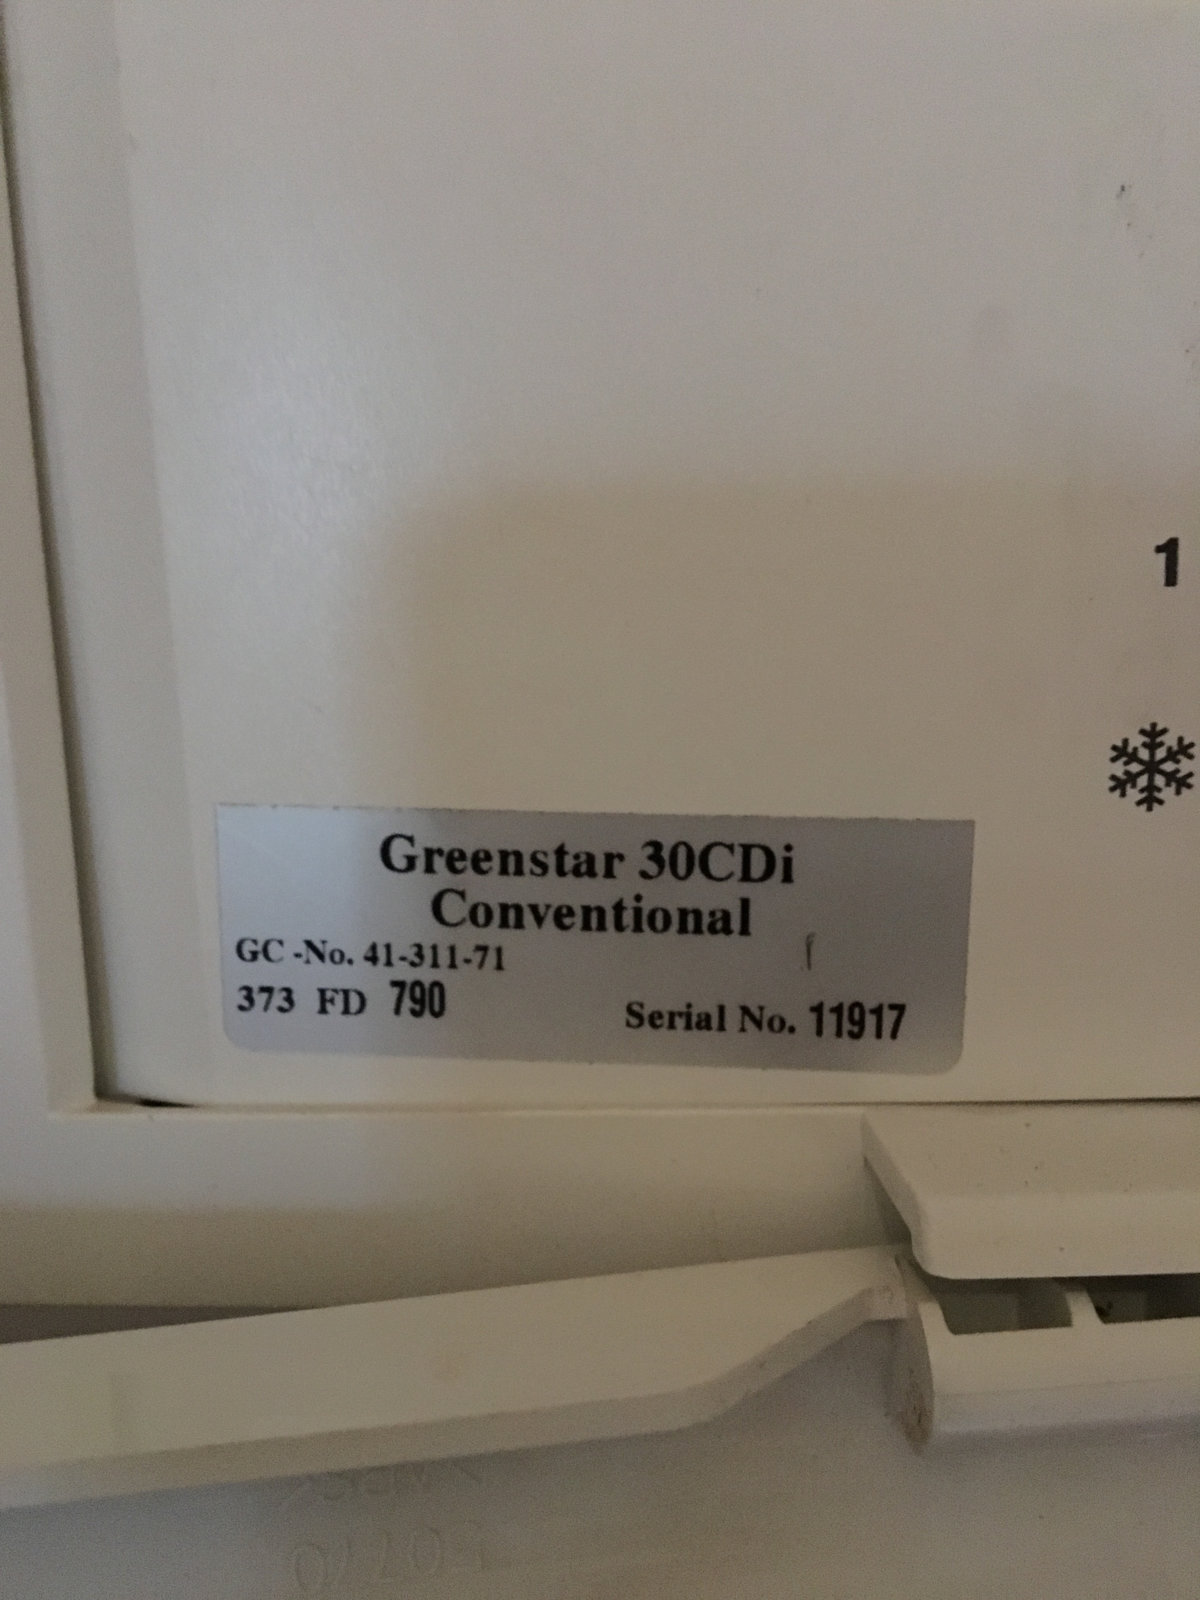 1
Greenstar 30CDi
Conventional
GC -No. 41-311-71
373 FD 790
Serial No. 11917